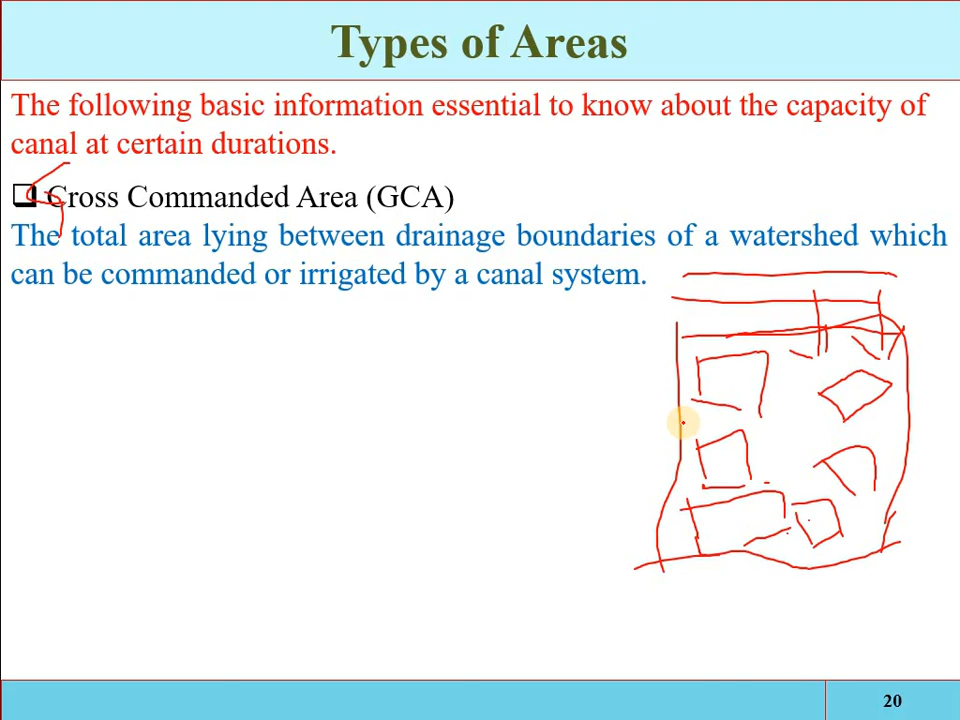 Types of Areas
The following basic information essential to know about the capacity of
canal at certain durations.
Cross Commanded Area (GCA)
The total area lying between drainage boundaries of a watershed which
can be commanded or irrigated by a canal system.
20